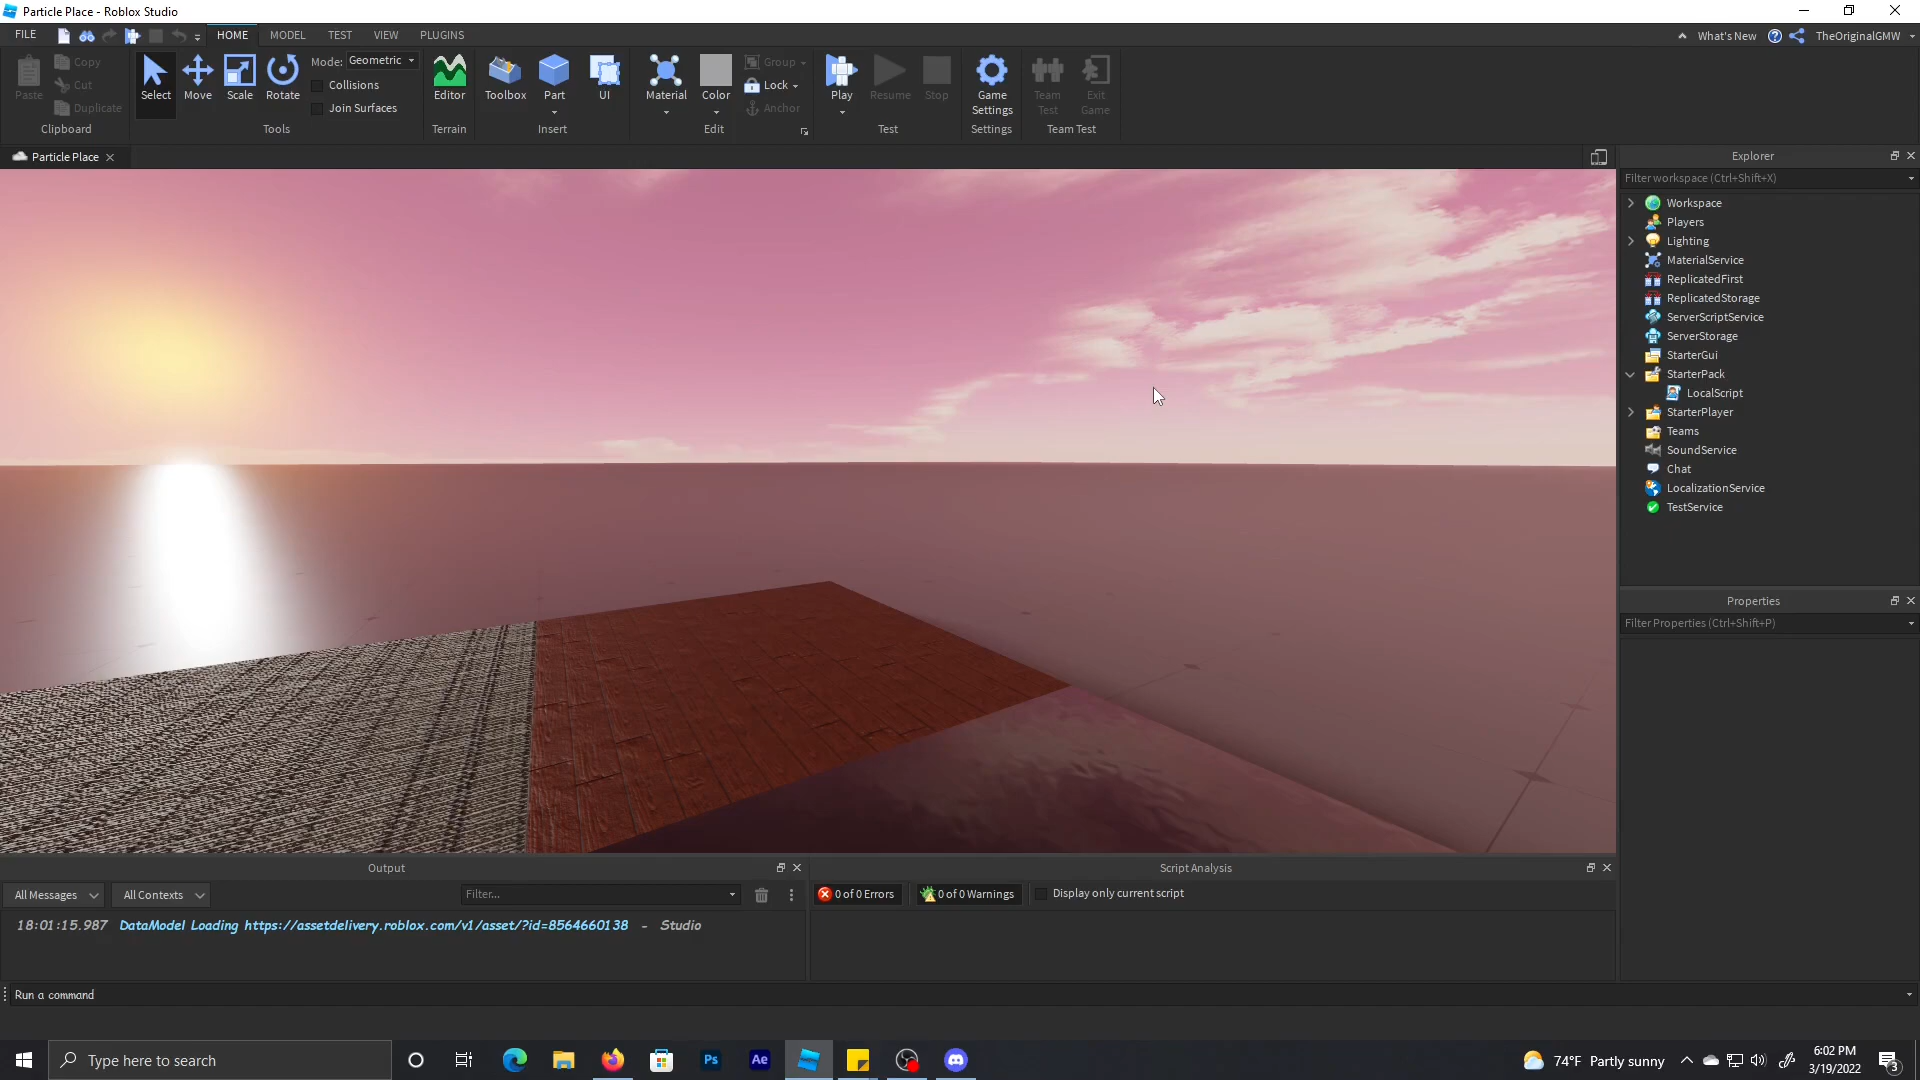 Particle Place - Roblox Studio
FILE HOME MODEL TEST VIEW PLUGINS What's New TheOriginalGMW
Paste Copy Cut Duplicate
Clipboard
Select Move Scale Rotate
Mode: Geometric
Collisions
Join Surfaces
Tools
Editor
Terrain
Toolbox Part UI
Insert
Material Color
Group
Lock
Anchor
Edit
Play Resume Stop
Test
Game Settings
Settings
Team Test
Exit Game
Team Test
Particle Place
Explorer
Filter workspace (Ctrl+Shift+X)
Workspace
Players
Lighting
MaterialService
ReplicatedFirst
ReplicatedStorage
ServerScriptService
ServerStorage
StarterGui
StarterPack
LocalScript
StarterPlayer
Teams
SoundService
Chat
LocalizationService
TestService
Properties
Filter Properties (Ctrl+Shift+P)
Output
All Messages All Contexts Filter...
18:01:15.987 DataModel Loading https://assetdelivery.roblox.com/v1/asset/?id=8564660138 - Studio
Script Analysis
0 of 0 Errors 0 of 0 Warnings Display only current script
Run a command
Type here to search
Ps Ae
74°F Partly sunny
6:02 PM
3/19/2022
3